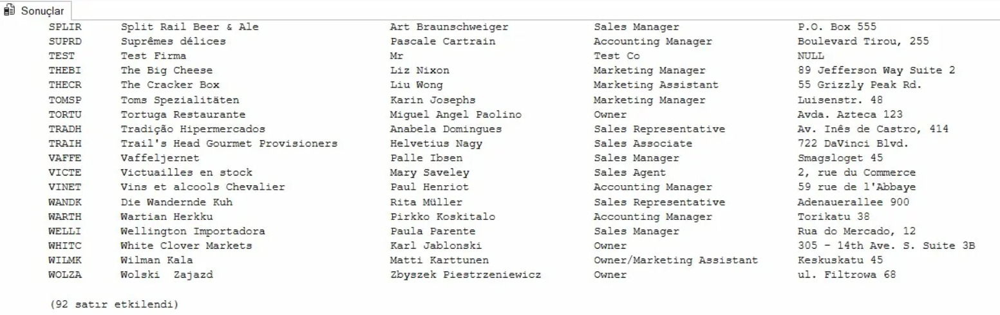 Sonuçlar
SPLIR Split Rail Beer & Ale Art Braunschweiger Sales Manager P.O. Box 555
SUPRD Suprêmes délices Pascale Cartrain Accounting Manager Boulevard Tirou, 255
TEST Test Firma Mr Test Co NULL
THEBI The Big Cheese Liz Nixon Marketing Manager 89 Jefferson Way Suite 2
THECR The Cracker Box Liu Wong Marketing Assistant 55 Grizzly Peak Rd.
TOMSP Toms Spezialitäten Karin Josephs Marketing Manager Luisenstr. 48
TORTU Tortuga Restaurante Miguel Angel Paolino Owner Avda. Azteca 123
TRADH Tradição Hipermercados Anabela Domingues Sales Representative Av. Inês de Castro, 414
TRAIH Trail's Head Gourmet Provisioners Helvetius Nagy Sales Associate 722 DaVinci Blvd.
VAFFE Vaffeljernet Palle Ibsen Sales Manager Smagsloget 45
VICTE Victuailles en stock Mary Saveley Sales Agent 2, rue du Commerce
VINET Vins et alcools Chevalier Paul Henriot Accounting Manager 59 rue de l'Abbaye
WANDK Die Wandernde Kuh Rita Müller Sales Representative Adenauerallee 900
WARTH Wartian Herkku Pirkko Koskitalo Accounting Manager Torikatu 38
WELLI Wellington Importadora Paula Parente Sales Manager Rua do Mercado, 12
WHITC White Clover Markets Karl Jablonski Owner 305 - 14th Ave. S. Suite 3B
WILMK Wilman Kala Matti Karttunen Owner/Marketing Assistant Keskuskatu 45
WOLZA Wolski  Zajazd Zbyszek Piestrzeniewicz Owner ul. Filtrowa 68
(92 satır etkilendi)